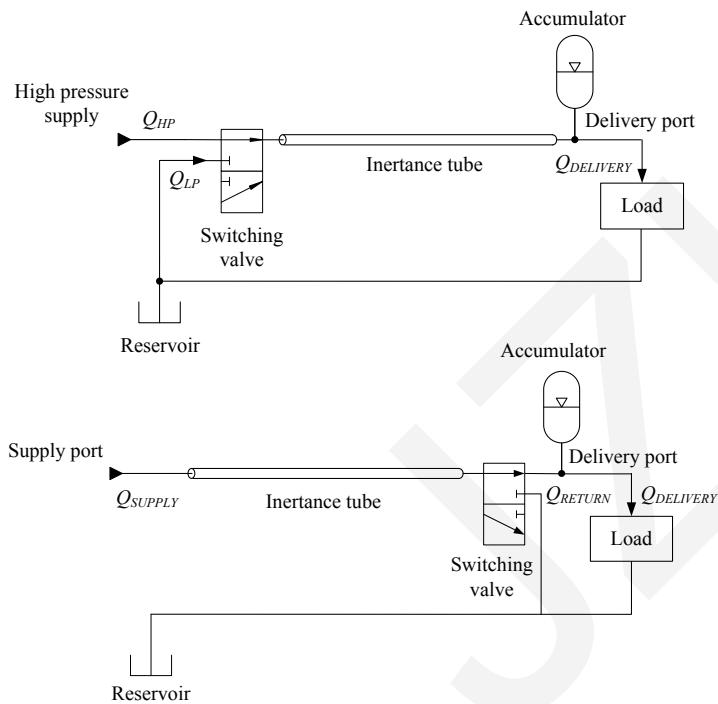 Accumulator
High pressure
supply
Q_HP
Delivery port
Inertance tube
Q_DELIVERY
Q_LP
Load
Switching
valve
Reservoir
Accumulator
Supply port
Delivery port
Q_SUPPLY
Inertance tube
Q_RETURN
Q_DELIVERY
Load
Switching
valve
Reservoir